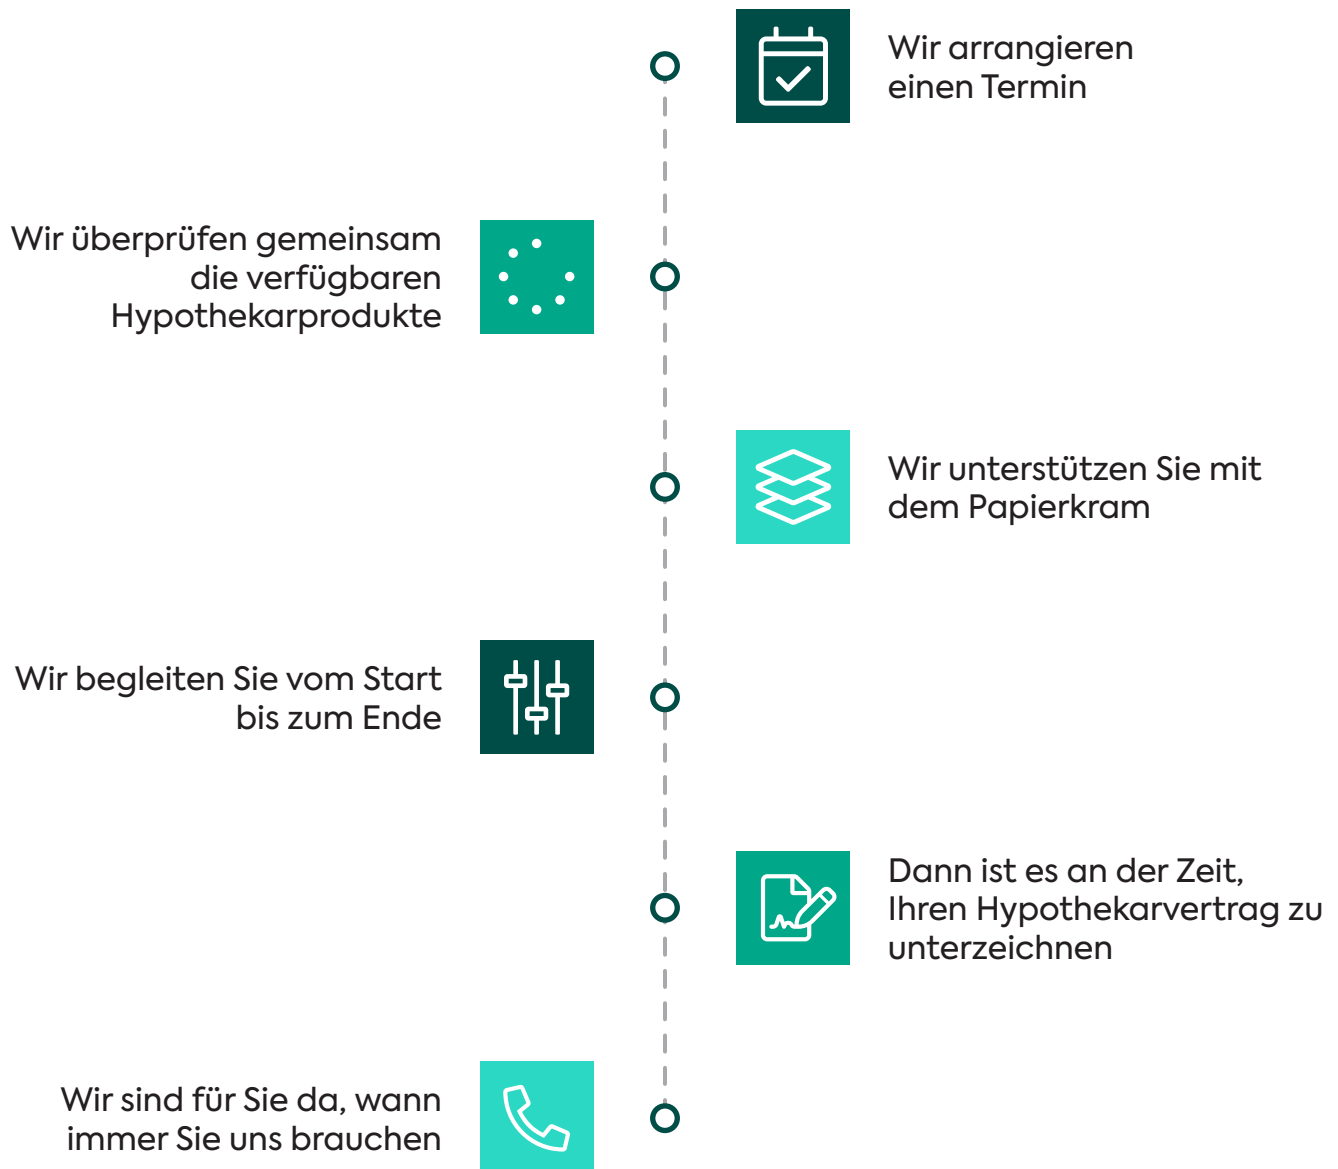 Wir arrangieren
einen Termin
Wir überprüfen gemeinsam
die verfügbaren
Hypothekarprodukte
Wir unterstützen Sie mit
dem Papierkram
Wir begleiten Sie vom Start
bis zum Ende
Dann ist es an der Zeit,
Ihren Hypothekarvertrag zu
unterzeichnen
Wir sind für Sie da, wann
immer Sie uns brauchen